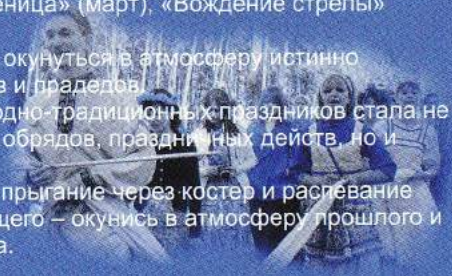 еница» (март), «Вождение стрелы»
окунуться в атмосферу истинно
в и прадедов.
одно-традиционных праздников стала не
обрядов, праздничных действ, но и
прыгание через костер и распевание
щего – окунись в атмосферу прошлого и
а.